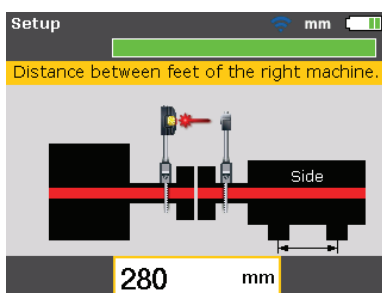 Setup mm
Distance between feet of the right machine.
Side
280 mm